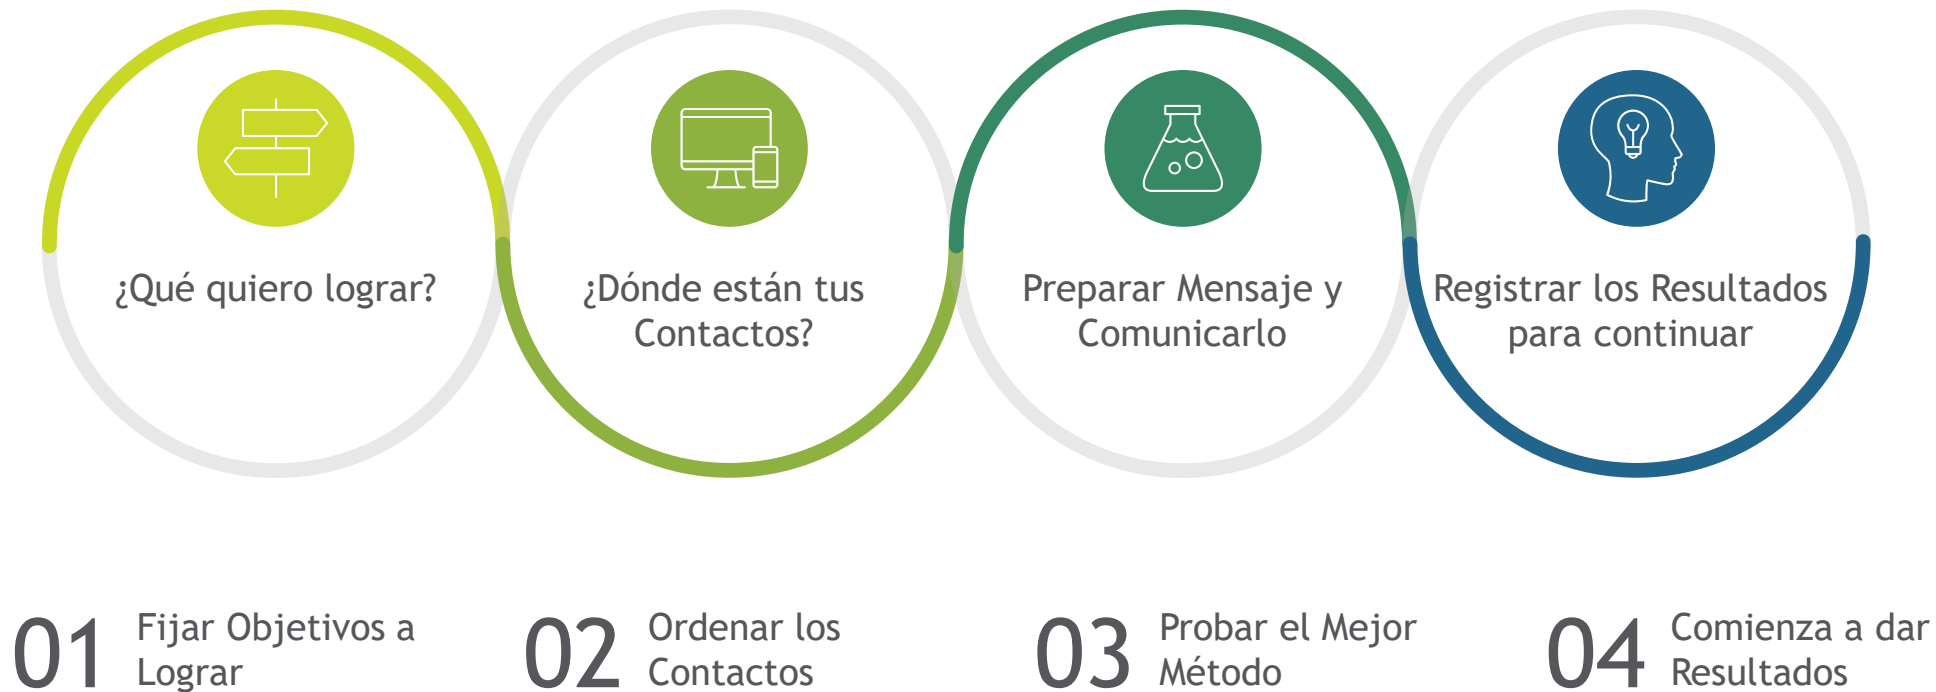 ¿Qué quiero lograr?
¿Dónde están tus
Contactos?
Preparar Mensaje y
Comunicarlo
Registrar los Resultados
para continuar
01
Fijar Objetivos a
Lograr
02
Ordenar los
Contactos
03
Probar el Mejor
Método
04
Comienza a dar
Resultados